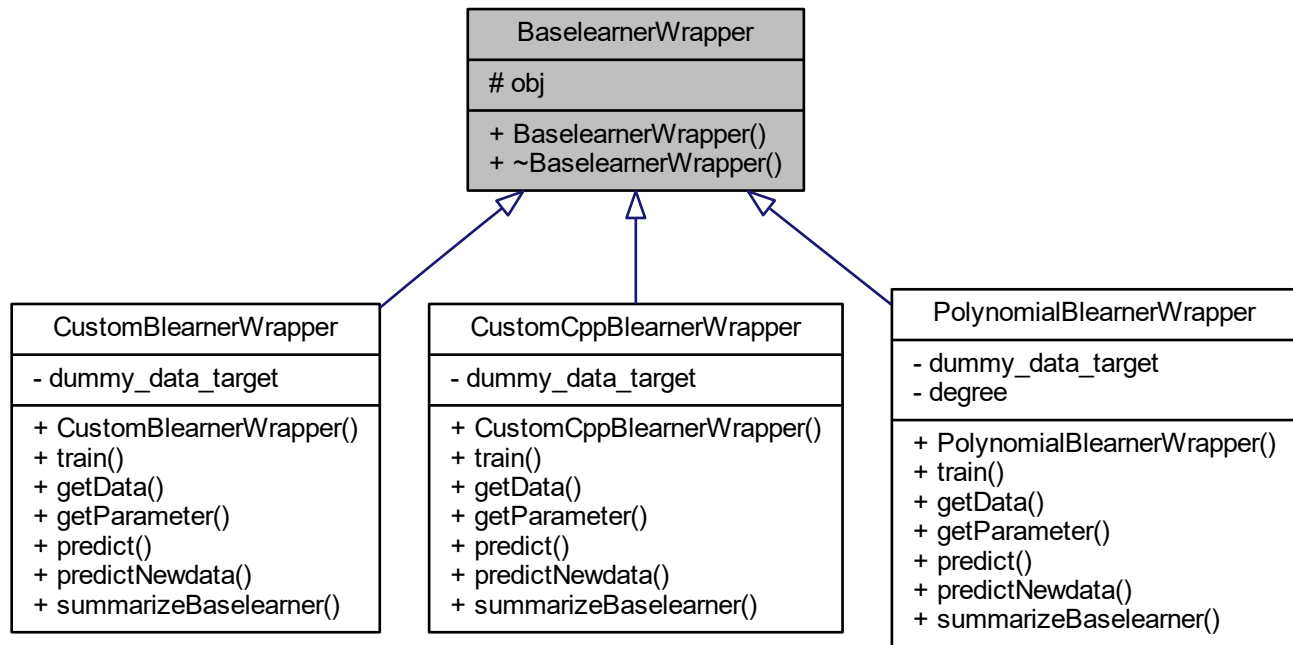 BaselearnerWrapper
# obj
+ BaselearnerWrapper()
+ ~BaselearnerWrapper()
CustomBlearnerWrapper
- dummy_data_target
+ CustomBlearnerWrapper()
+ train()
+ getData()
+ getParameter()
+ predict()
+ predictNewdata()
+ summarizeBaselearner()
CustomCppBlearnerWrapper
- dummy_data_target
+ CustomCppBlearnerWrapper()
+ train()
+ getData()
+ getParameter()
+ predict()
+ predictNewdata()
+ summarizeBaselearner()
PolynomialBlearnerWrapper
- dummy_data_target
- degree
+ PolynomialBlearnerWrapper()
+ train()
+ getData()
+ getParameter()
+ predict()
+ predictNewdata()
+ summarizeBaselearner()